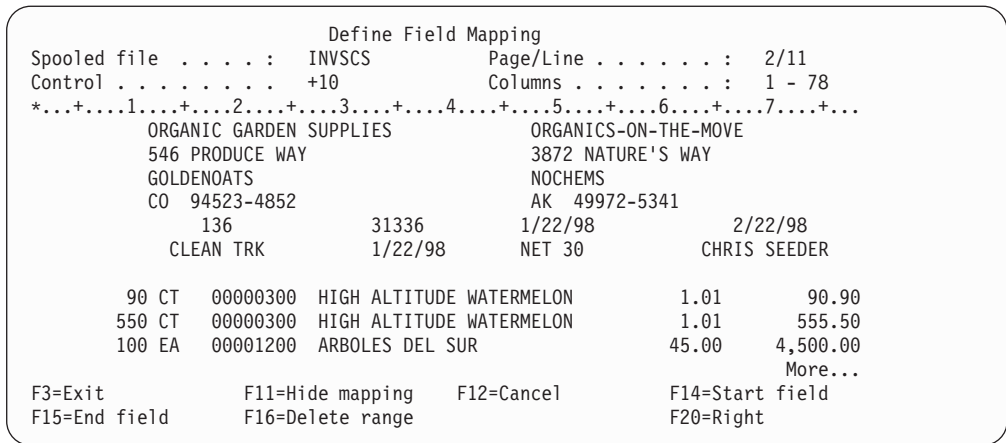 Define Field Mapping
Spooled file . . . . : INVSCS Page/Line . . . . . . : 2/11
Control . . . . . . . . +10 Columns . . . . . . . : 1 - 78
*...+....1....+....2....+....3....+....4....+....5....+....6....+....7....+...
ORGANIC GARDEN SUPPLIES ORGANICS-ON-THE-MOVE
546 PRODUCE WAY 3872 NATURE'S WAY
GOLDENOATS NOCHEMS
CO 94523-4852 AK 49972-5341
136 31336 1/22/98 2/22/98
CLEAN TRK 1/22/98 NET 30 CHRIS SEEDER
90 CT 00000300 HIGH ALTITUDE WATERMELON 1.01 90.90
550 CT 00000300 HIGH ALTITUDE WATERMELON 1.01 555.50
100 EA 00001200 ARBOLES DEL SUR 45.00 4,500.00
More...
F3=Exit F11=Hide mapping F12=Cancel F14=Start field
F15=End field F16=Delete range F20=Right